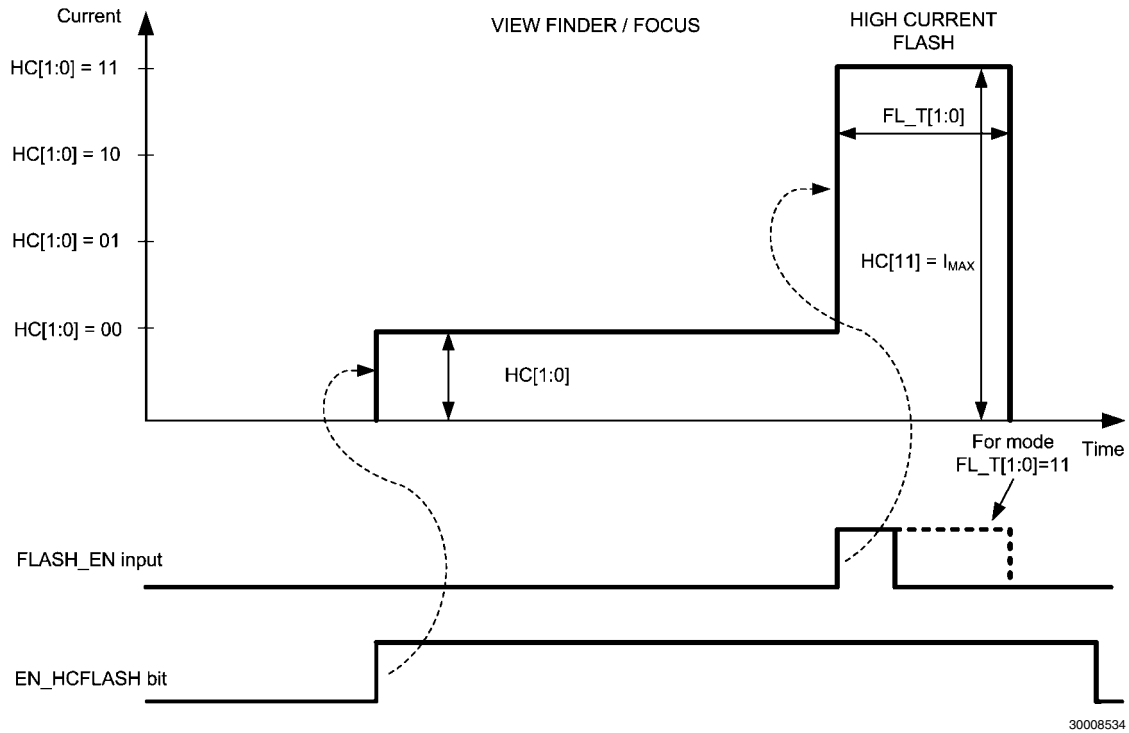 Current
VIEW FINDER / FOCUS
HIGH CURRENT
FLASH
HC[1:0] = 11
FL_T[1:0]
HC[1:0] = 10
HC[1:0] = 01
HC[11] = IMAX
HC[1:0] = 00
HC[1:0]
For mode
FL_T[1:0]=11
Time
FLASH_EN input
EN_HCFLASH bit
30008534